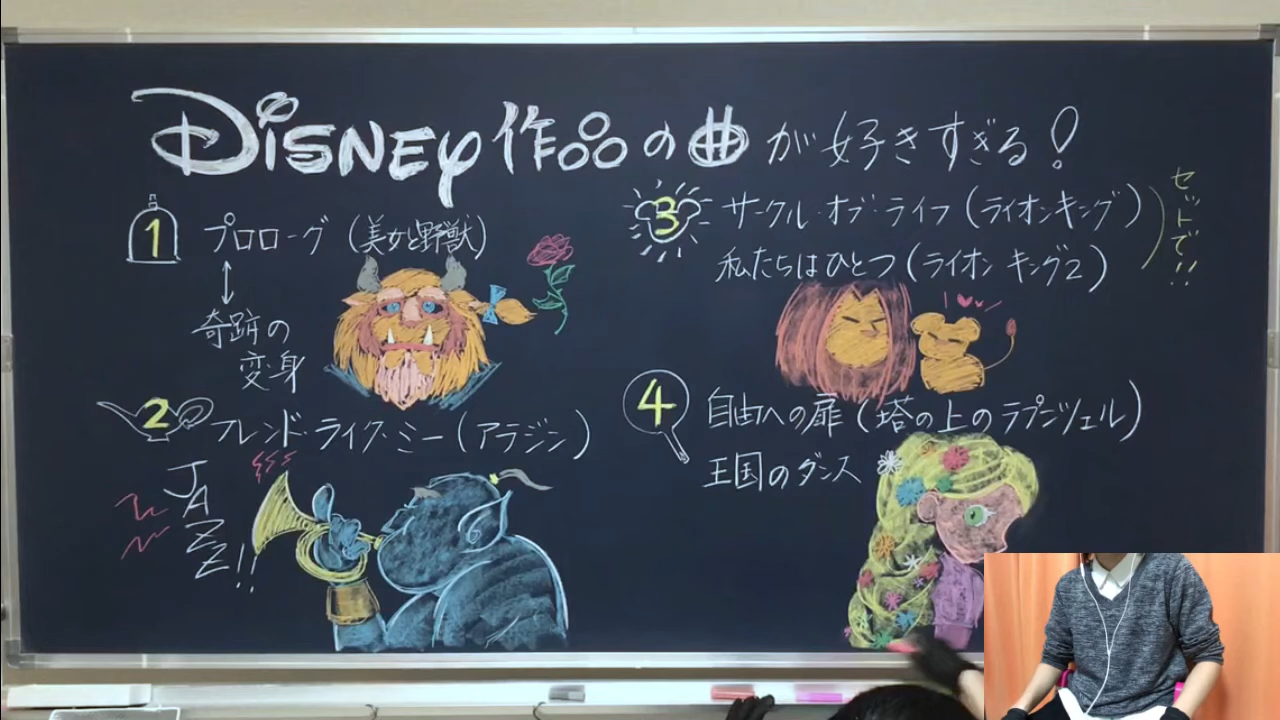 Disney作品の曲が好きすぎる!
1 プロローグ(美女と野獣)
↕
奇跡の
変身
2 フレンド・ライク・ミー(アラジン)
JAZZ!!
3 サークル・オブ・ライフ(ライオンキング)
私たちはひとつ(ライオンキング2)
セットで!!
4 自由への扉(塔の上のラプンツェル)
王国のダンス